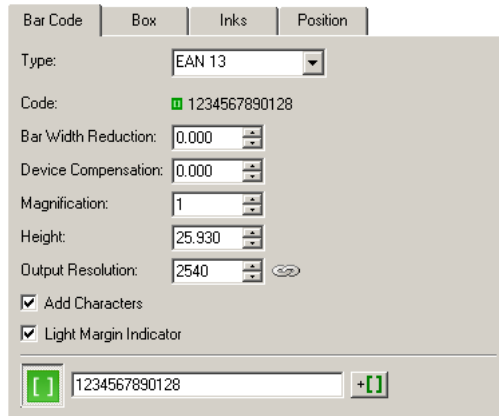 Bar Code Box Inks Position
Type: EAN 13
Code: 1234567890128
Bar Width Reduction: 0.000
Device Compensation: 0.000
Magnification: 1
Height: 25.930
Output Resolution: 2540
Add Characters
Light Margin Indicator
[ ] 1234567890128 +[ ]